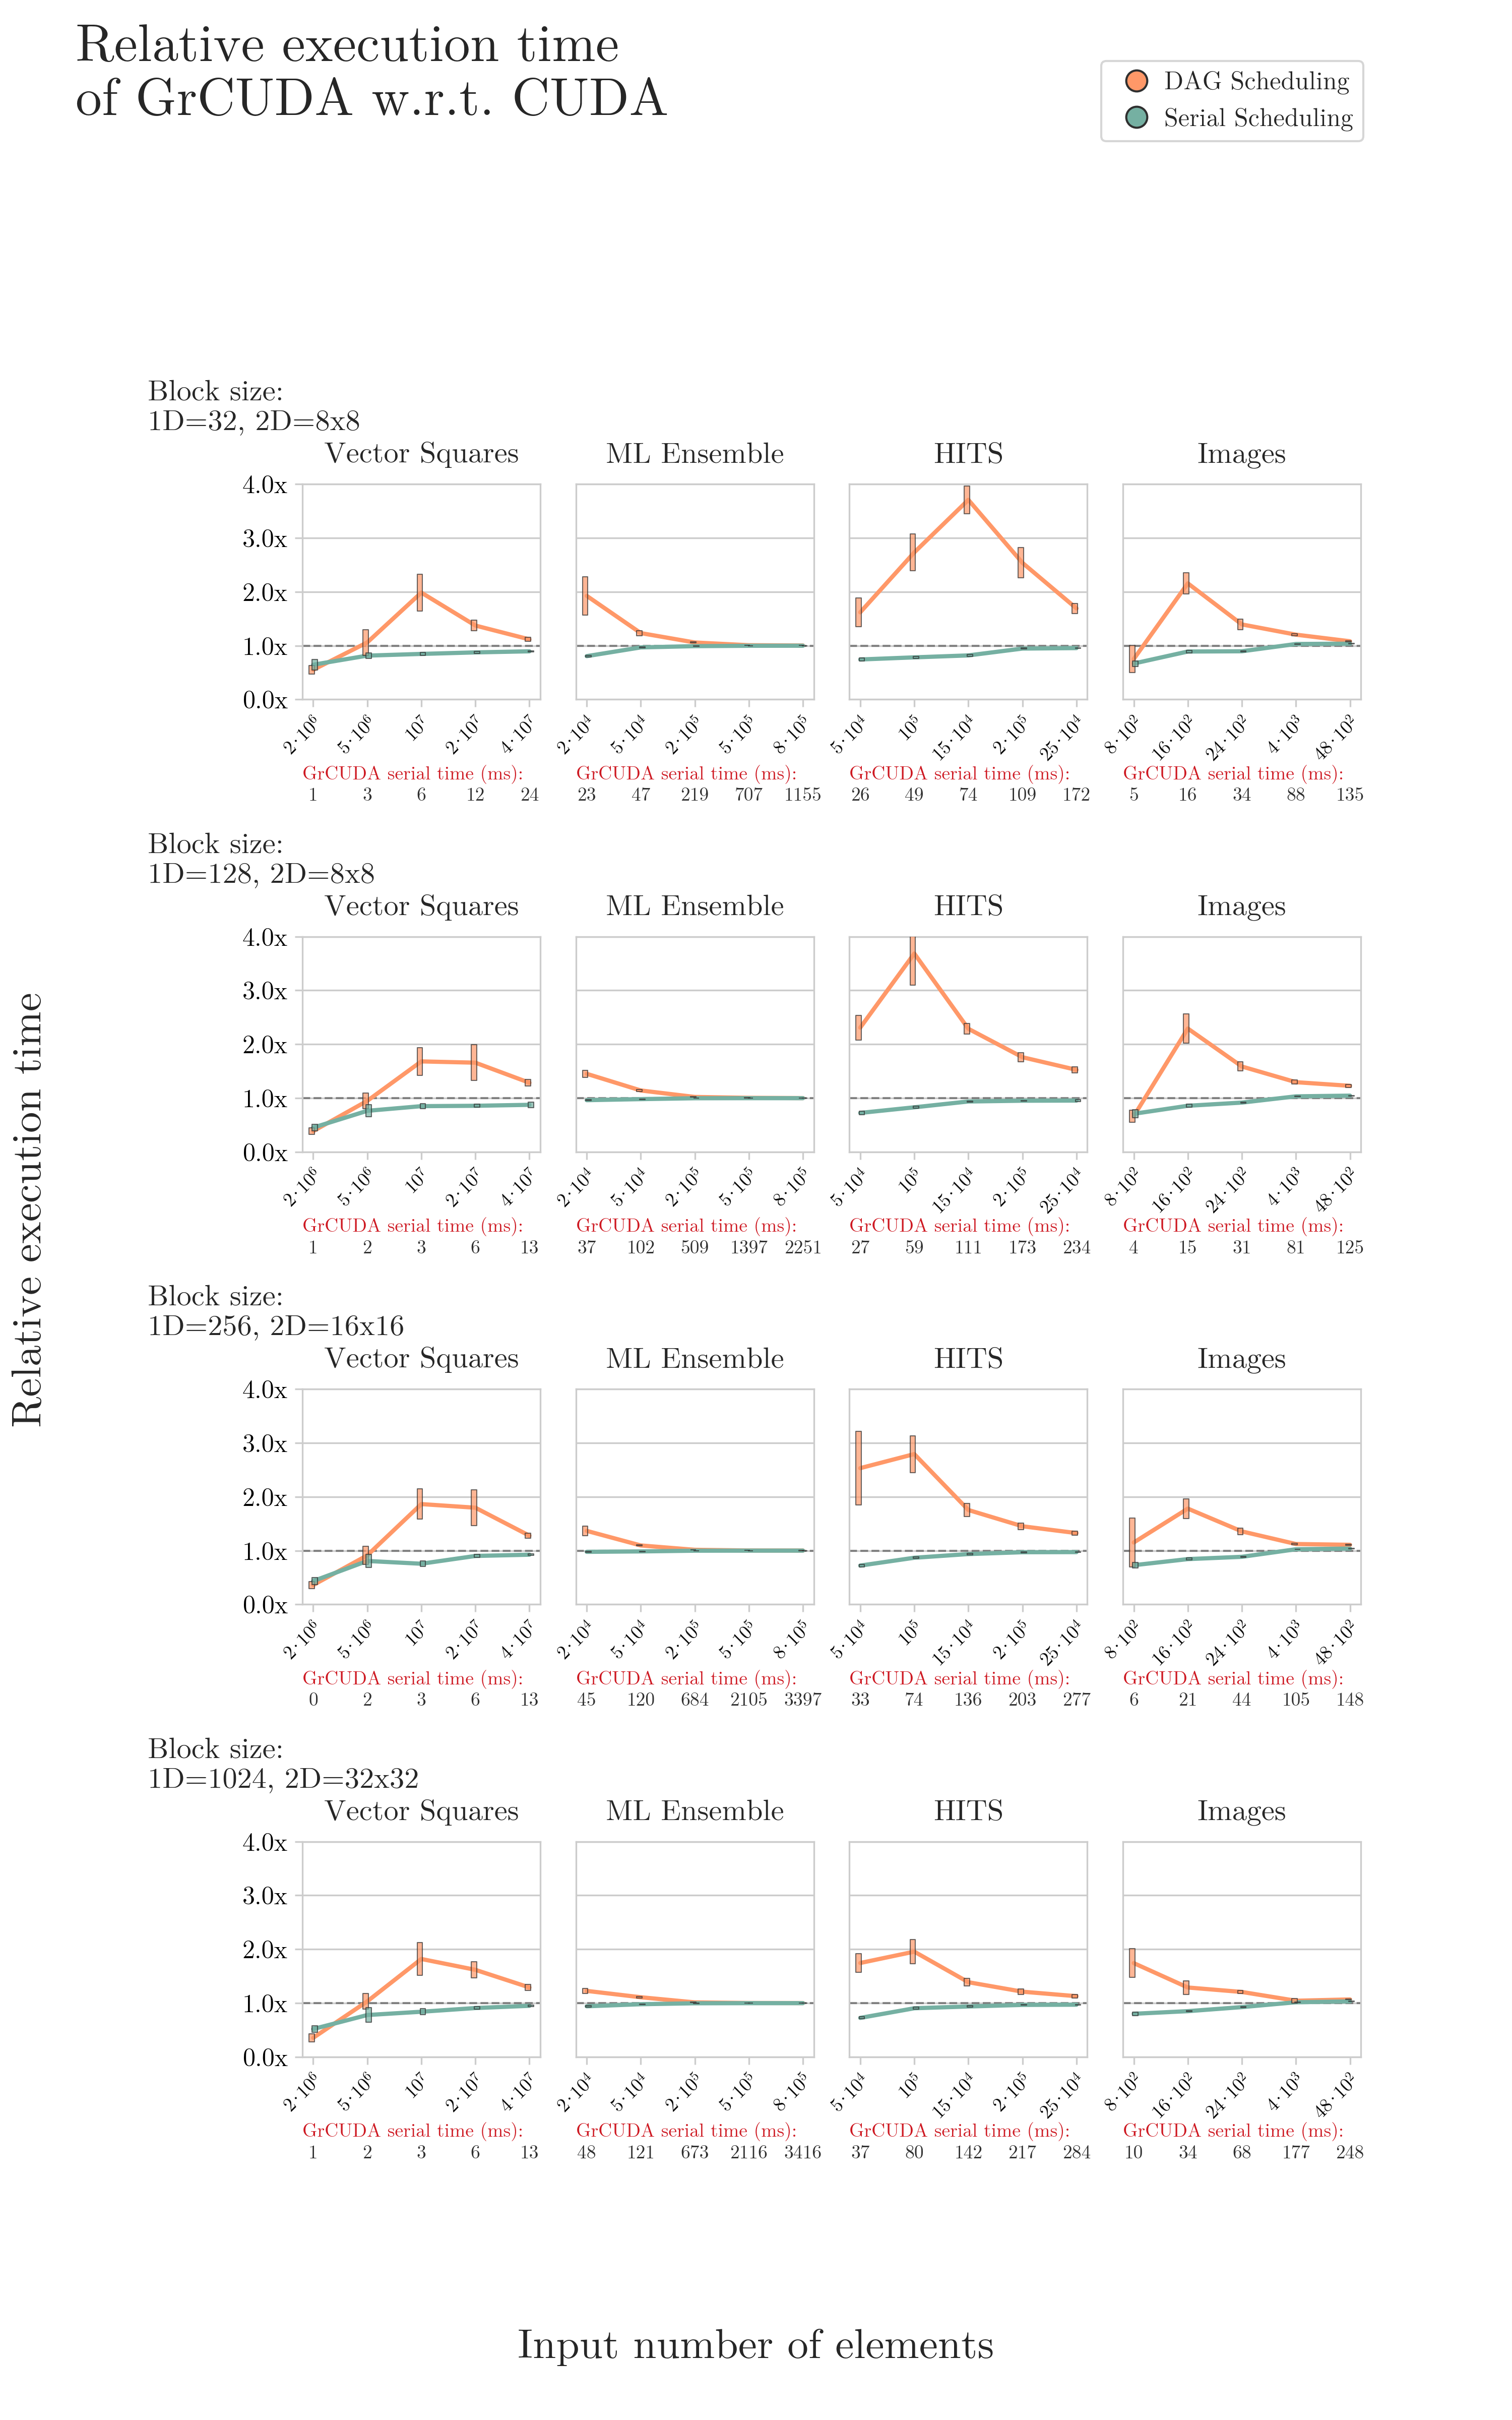 Relative execution time
of GrCUDA w.r.t. CUDA
DAG Scheduling
Serial Scheduling
Relative execution time
Block size:
1D=32, 2D=8x8
Vector Squares ML Ensemble HITS Images
4.0x
3.0x
2.0x
1.0x
0.0x
2·10⁶ 5·10⁶ 10⁷ 2·10⁷ 4·10⁷ 2·10⁴ 5·10⁴ 2·10⁵ 5·10⁵ 8·10⁵ 5·10⁴ 10⁵ 15·10⁴ 2·10⁵ 25·10⁴ 8·10² 16·10² 24·10² 4·10³ 48·10²
GrCUDA serial time (ms): GrCUDA serial time (ms): GrCUDA serial time (ms): GrCUDA serial time (ms):
1 3 6 12 24 23 47 219 707 1155 26 49 74 109 172 5 16 34 88 135
Block size:
1D=128, 2D=8x8
Vector Squares ML Ensemble HITS Images
4.0x
3.0x
2.0x
1.0x
0.0x
2·10⁶ 5·10⁶ 10⁷ 2·10⁷ 4·10⁷ 2·10⁴ 5·10⁴ 2·10⁵ 5·10⁵ 8·10⁵ 5·10⁴ 10⁵ 15·10⁴ 2·10⁵ 25·10⁴ 8·10² 16·10² 24·10² 4·10³ 48·10²
GrCUDA serial time (ms): GrCUDA serial time (ms): GrCUDA serial time (ms): GrCUDA serial time (ms):
1 2 3 6 13 37 102 509 1397 2251 27 59 111 173 234 4 15 31 81 125
Block size:
1D=256, 2D=16x16
Vector Squares ML Ensemble HITS Images
4.0x
3.0x
2.0x
1.0x
0.0x
2·10⁶ 5·10⁶ 10⁷ 2·10⁷ 4·10⁷ 2·10⁴ 5·10⁴ 2·10⁵ 5·10⁵ 8·10⁵ 5·10⁴ 10⁵ 15·10⁴ 2·10⁵ 25·10⁴ 8·10² 16·10² 24·10² 4·10³ 48·10²
GrCUDA serial time (ms): GrCUDA serial time (ms): GrCUDA serial time (ms): GrCUDA serial time (ms):
0 2 3 6 13 45 120 684 2105 3397 33 74 136 203 277 6 21 44 105 148
Block size:
1D=1024, 2D=32x32
Vector Squares ML Ensemble HITS Images
4.0x
3.0x
2.0x
1.0x
0.0x
2·10⁶ 5·10⁶ 10⁷ 2·10⁷ 4·10⁷ 2·10⁴ 5·10⁴ 2·10⁵ 5·10⁵ 8·10⁵ 5·10⁴ 10⁵ 15·10⁴ 2·10⁵ 25·10⁴ 8·10² 16·10² 24·10² 4·10³ 48·10²
GrCUDA serial time (ms): GrCUDA serial time (ms): GrCUDA serial time (ms): GrCUDA serial time (ms):
1 2 3 6 13 48 121 673 2116 3416 37 80 142 217 284 10 34 68 177 248
Input number of elements